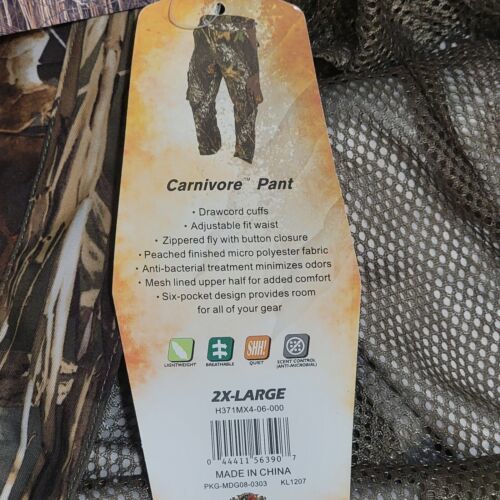 Carnivore™ Pant
• Drawcord cuffs
• Adjustable fit waist
• Zippered fly with button closure
• Peached finished micro polyester fabric
• Anti-bacterial treatment minimizes odors
• Mesh lined upper half for added comfort
• Six-pocket design provides room
for all of your gear
SHH!
LIGHTWEIGHT BREATHABLE QUIET SCENT CONTROL
(ANTI-MICROBIAL)
2X-LARGE
H371MX4-06-000
0 44411 56390 7
MADE IN CHINA
PKG-MDG08-0303 KL1207